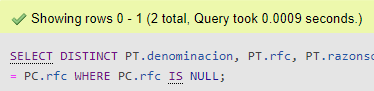 Showing rows 0 - 1 (2 total, Query took 0.0009 seconds.)
SELECT DISTINCT PT.denominacion, PT.rfc, PT.razonso
= PC.rfc WHERE PC.rfc IS NULL;